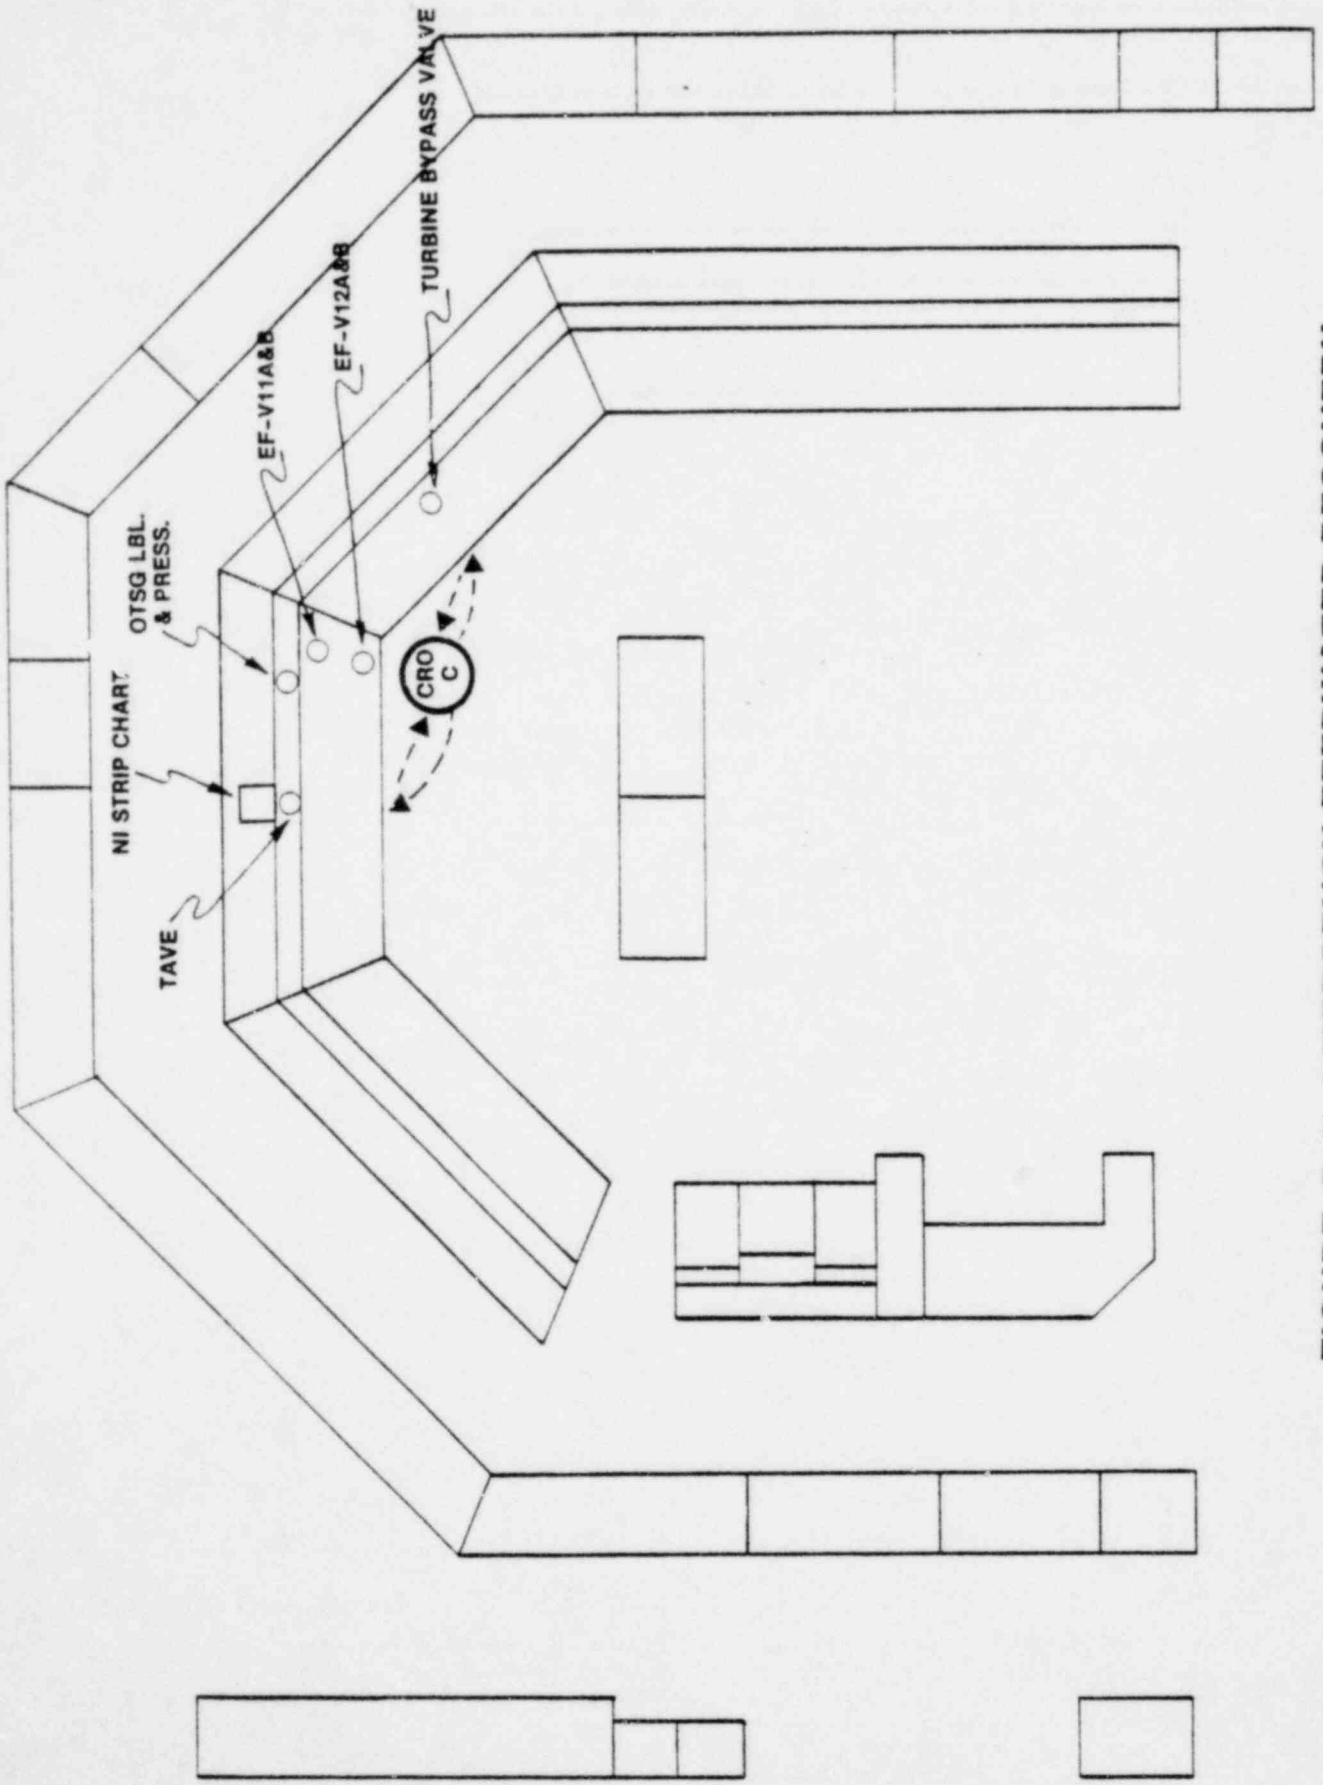 TAVE
NI STRIP CHART.
OTSG LBL.
& PRESS.
EF-V11A&B
EF-V12A&B
TURBINE BYPASS VALVE
CRO
C